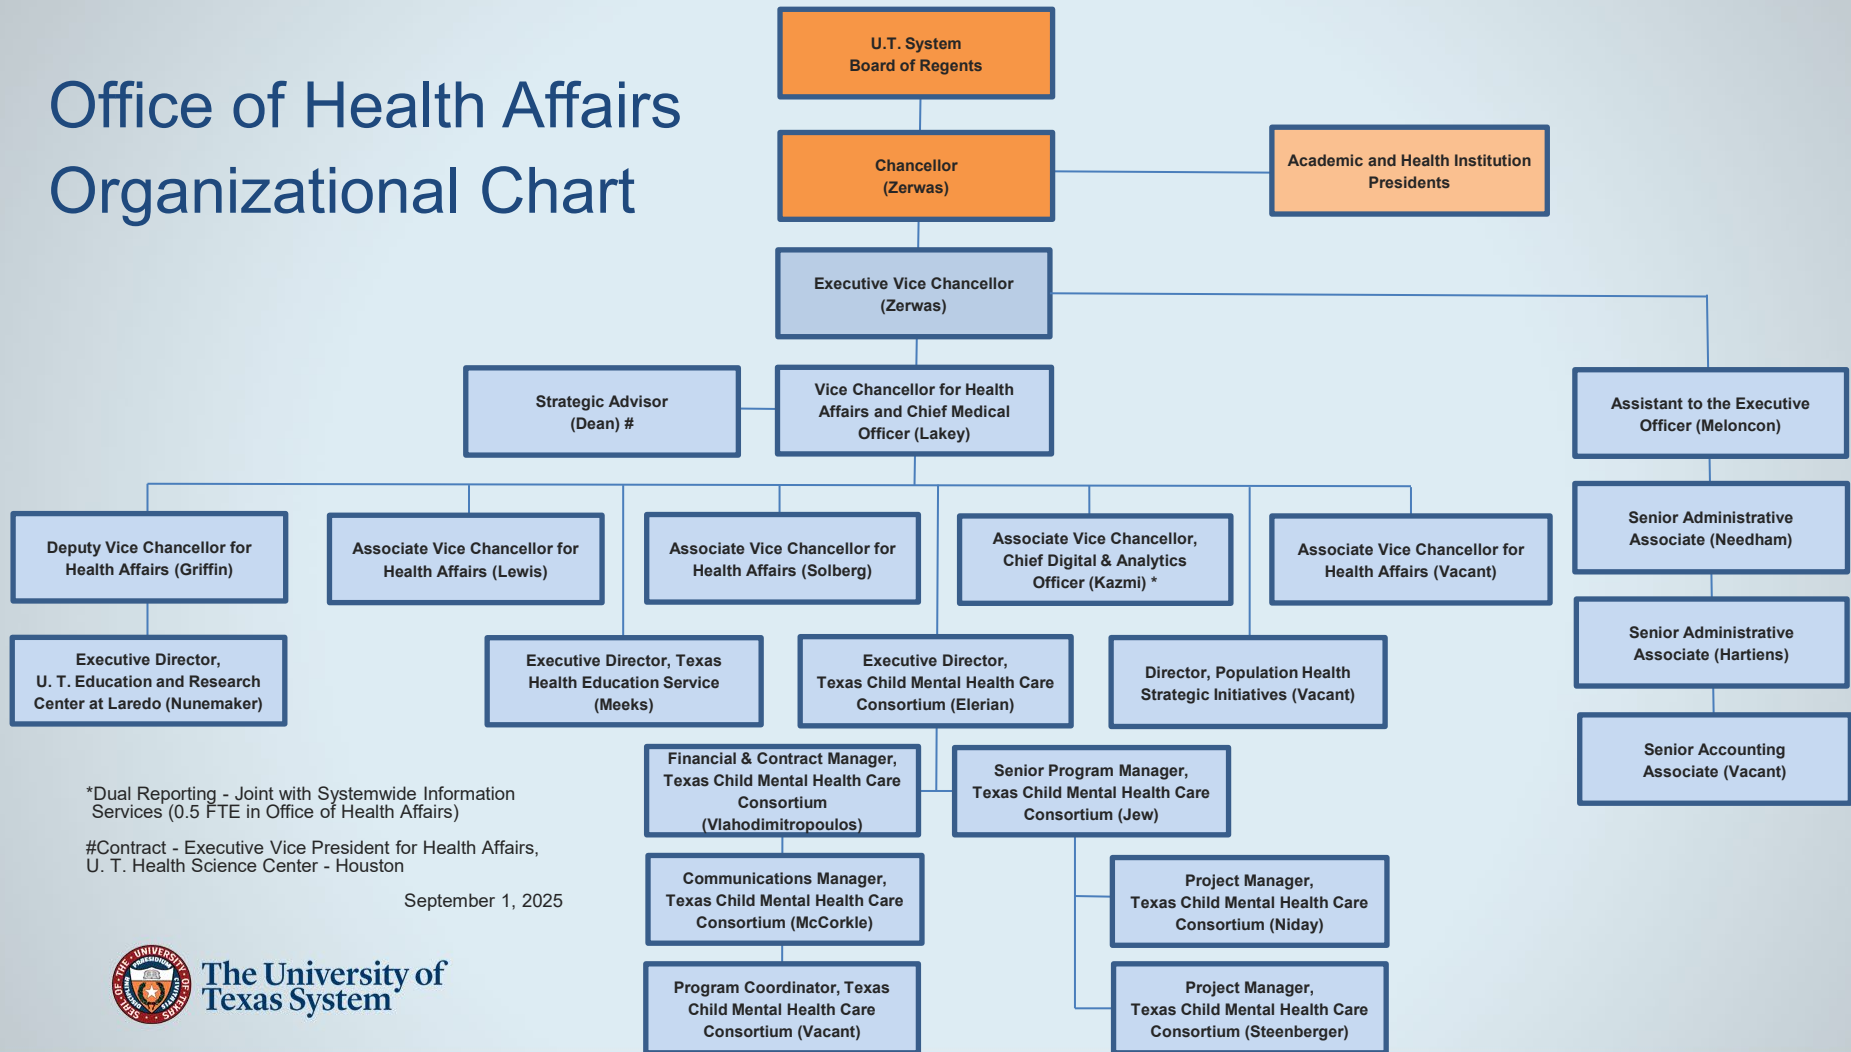 Office of Health Affairs
Organizational Chart
U.T. System
Board of Regents
Chancellor
(Zerwas)
Academic and Health Institution
Presidents
Executive Vice Chancellor
(Zerwas)
Strategic Advisor
(Dean) #
Vice Chancellor for Health
Affairs and Chief Medical
Officer (Lakey)
Assistant to the Executive
Officer (Meloncon)
Senior Administrative
Associate (Needham)
Senior Administrative
Associate (Hartiens)
Senior Accounting
Associate (Vacant)
Deputy Vice Chancellor for
Health Affairs (Griffin)
Associate Vice Chancellor for
Health Affairs (Lewis)
Associate Vice Chancellor for
Health Affairs (Solberg)
Associate Vice Chancellor,
Chief Digital & Analytics
Officer (Kazmi) *
Associate Vice Chancellor for
Health Affairs (Vacant)
Executive Director,
U. T. Education and Research
Center at Laredo (Nunemaker)
Executive Director, Texas
Health Education Service
(Meeks)
Executive Director,
Texas Child Mental Health Care
Consortium (Elerian)
Director, Population Health
Strategic Initiatives (Vacant)
Financial & Contract Manager,
Texas Child Mental Health Care
Consortium
(Vlahodimitropoulos)
Senior Program Manager,
Texas Child Mental Health Care
Consortium (Jew)
Communications Manager,
Texas Child Mental Health Care
Consortium (McCorkle)
Project Manager,
Texas Child Mental Health Care
Consortium (Niday)
Program Coordinator, Texas
Child Mental Health Care
Consortium (Vacant)
Project Manager,
Texas Child Mental Health Care
Consortium (Steenberger)
*Dual Reporting - Joint with Systemwide Information
Services (0.5 FTE in Office of Health Affairs)
#Contract - Executive Vice President for Health Affairs,
U. T. Health Science Center - Houston
September 1, 2025
SEAL OF THE UNIVERSITY OF TEXAS
The University of
Texas System